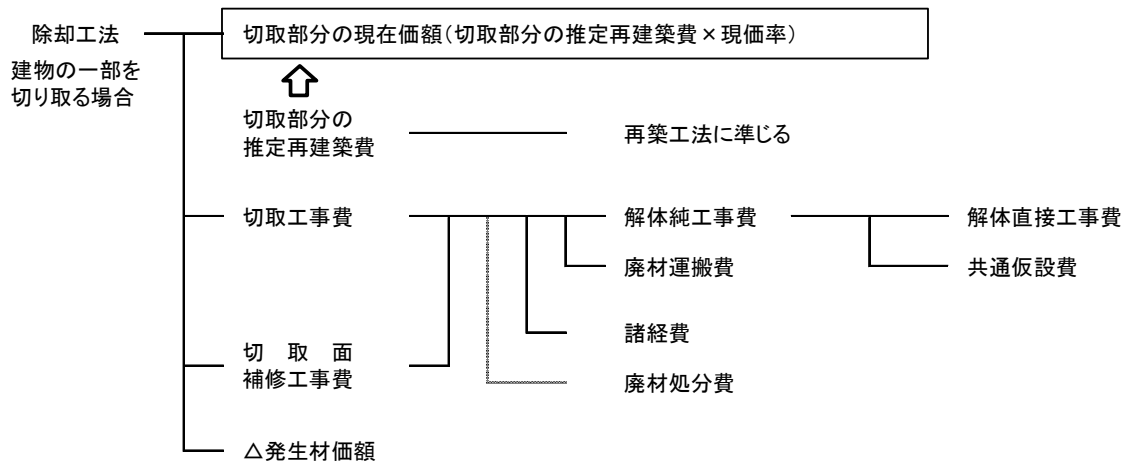 除却工法
切取部分の現在価額(切取部分の推定再建築費×現価率)
建物の一部を
切り取る場合
切取部分の
推定再建築費
再築工法に準じる
切取工事費
解体純工事費
解体直接工事費
廃材運搬費
共通仮設費
諸経費
切 取 面
補修工事費
廃材処分費
△発生材価額